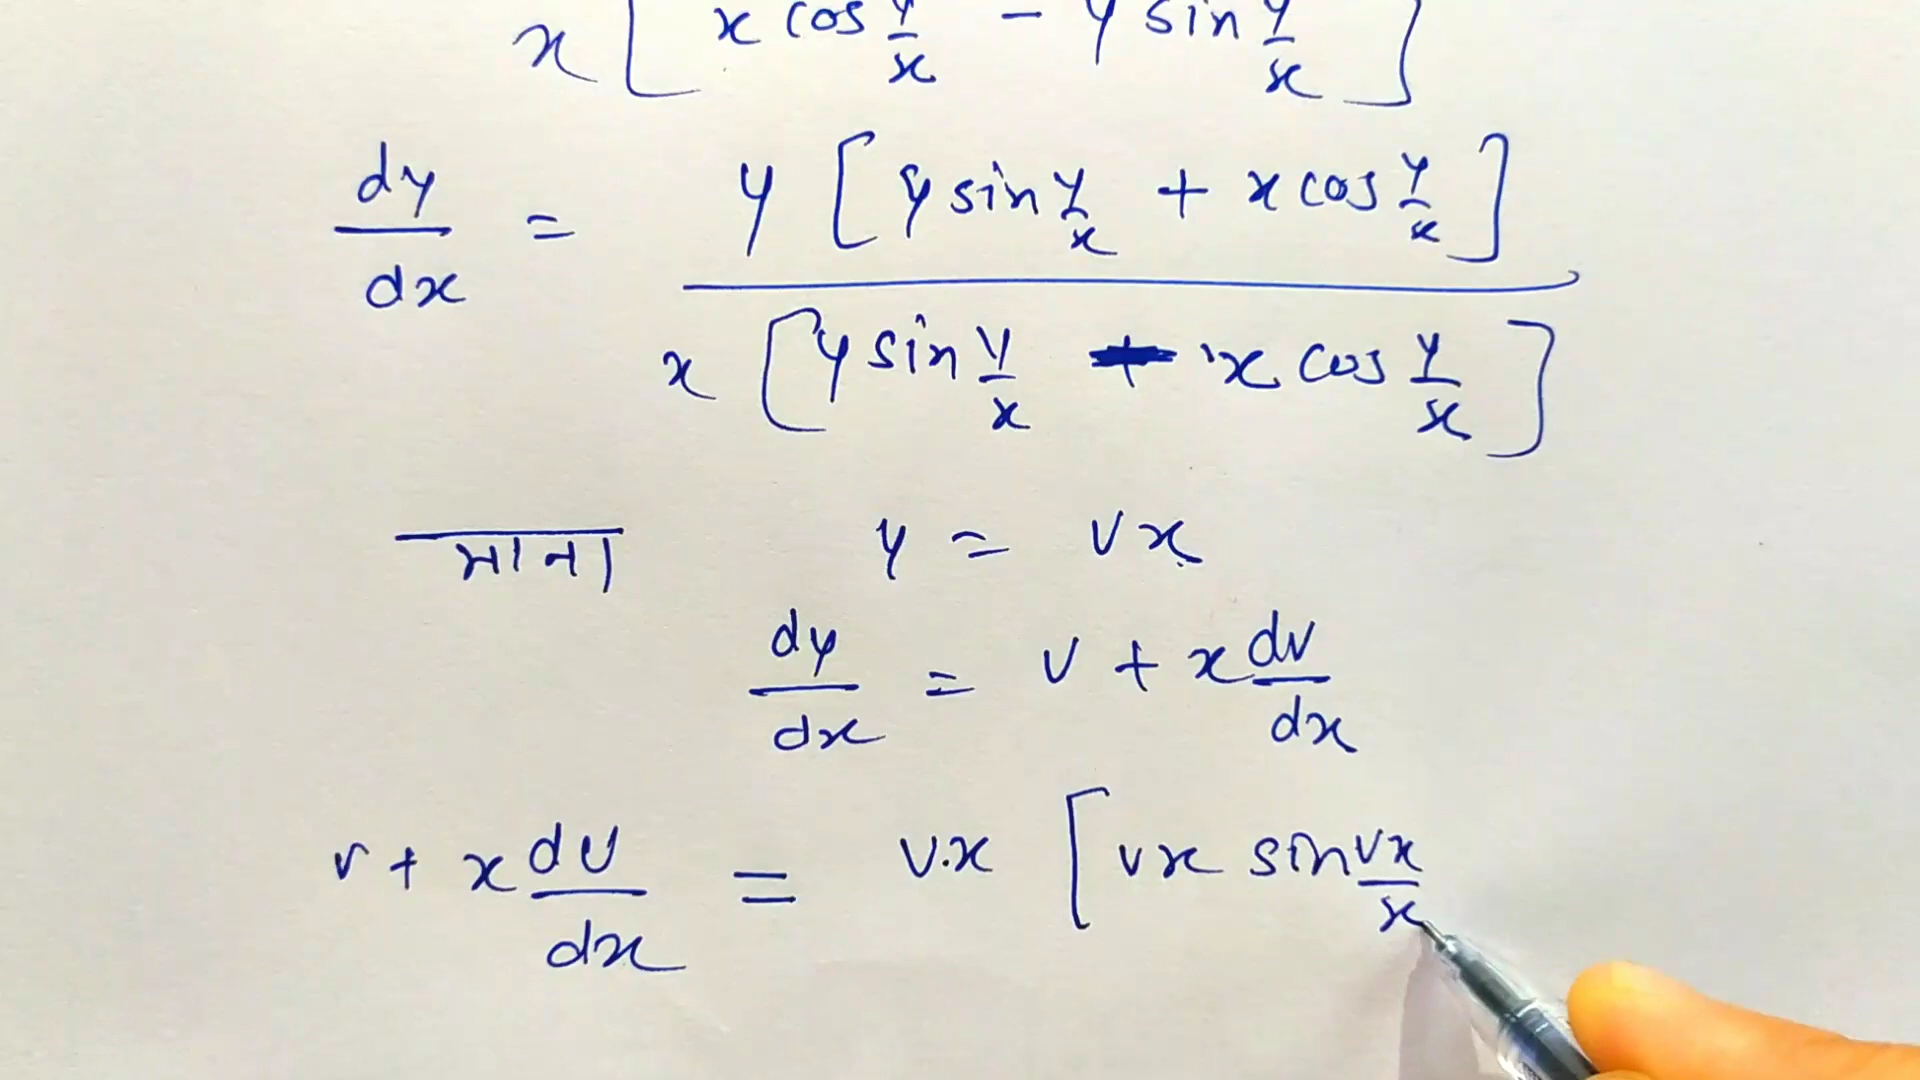 x [ x cos y/x - y sin y/x ]
dy/dx = y [ y sin y/x + x cos y/x ] / x [ y sin y/x - x cos y/x ]
माना y = vx
dy/dx = v + x dv/dx
v + x dv/dx = v.x [ vx sin vx/x